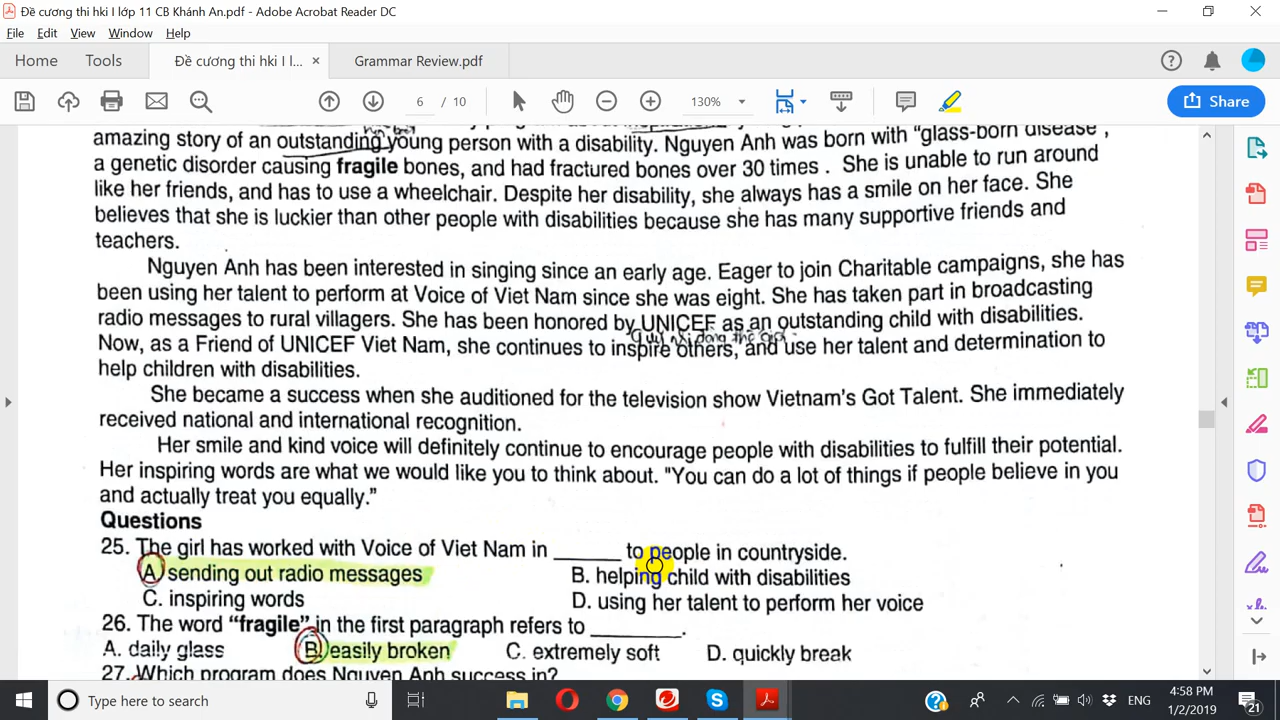 Đề cương thi hki I lớp 11 CB Khánh An.pdf - Adobe Acrobat Reader DC
File Edit View Window Help
Home Tools Đề cương thi hki I l... × Grammar Review.pdf
6 / 10 130% Share
amazing story of an outstanding young person with a disability. Nguyen Anh was born with "glass-born disease",
a genetic disorder causing fragile bones, and had fractured bones over 30 times . She is unable to run around
like her friends, and has to use a wheelchair. Despite her disability, she always has a smile on her face. She
believes that she is luckier than other people with disabilities because she has many supportive friends and
teachers.
Nguyen Anh has been interested in singing since an early age. Eager to join Charitable campaigns, she has
been using her talent to perform at Voice of Viet Nam since she was eight. She has taken part in broadcasting
radio messages to rural villagers. She has been honored by UNICEF as an outstanding child with disabilities.
Now, as a Friend of UNICEF Viet Nam, she continues to inspire others, and use her talent and determination to
help children with disabilities.
She became a success when she auditioned for the television show Vietnam's Got Talent. She immediately
received national and international recognition.
Her smile and kind voice will definitely continue to encourage people with disabilities to fulfill their potential.
Her inspiring words are what we would like you to think about. "You can do a lot of things if people believe in you
and actually treat you equally."
Questions
25. The girl has worked with Voice of Viet Nam in ______ to people in countryside.
A. sending out radio messages B. helping child with disabilities
C. inspiring words D. using her talent to perform her voice
26. The word "fragile" in the first paragraph refers to ________.
A. daily glass B. easily broken C. extremely soft D. quickly break
27. Which program does Nguyen Anh success in?
Type here to search ENG 4:58 PM
1/2/2019 21